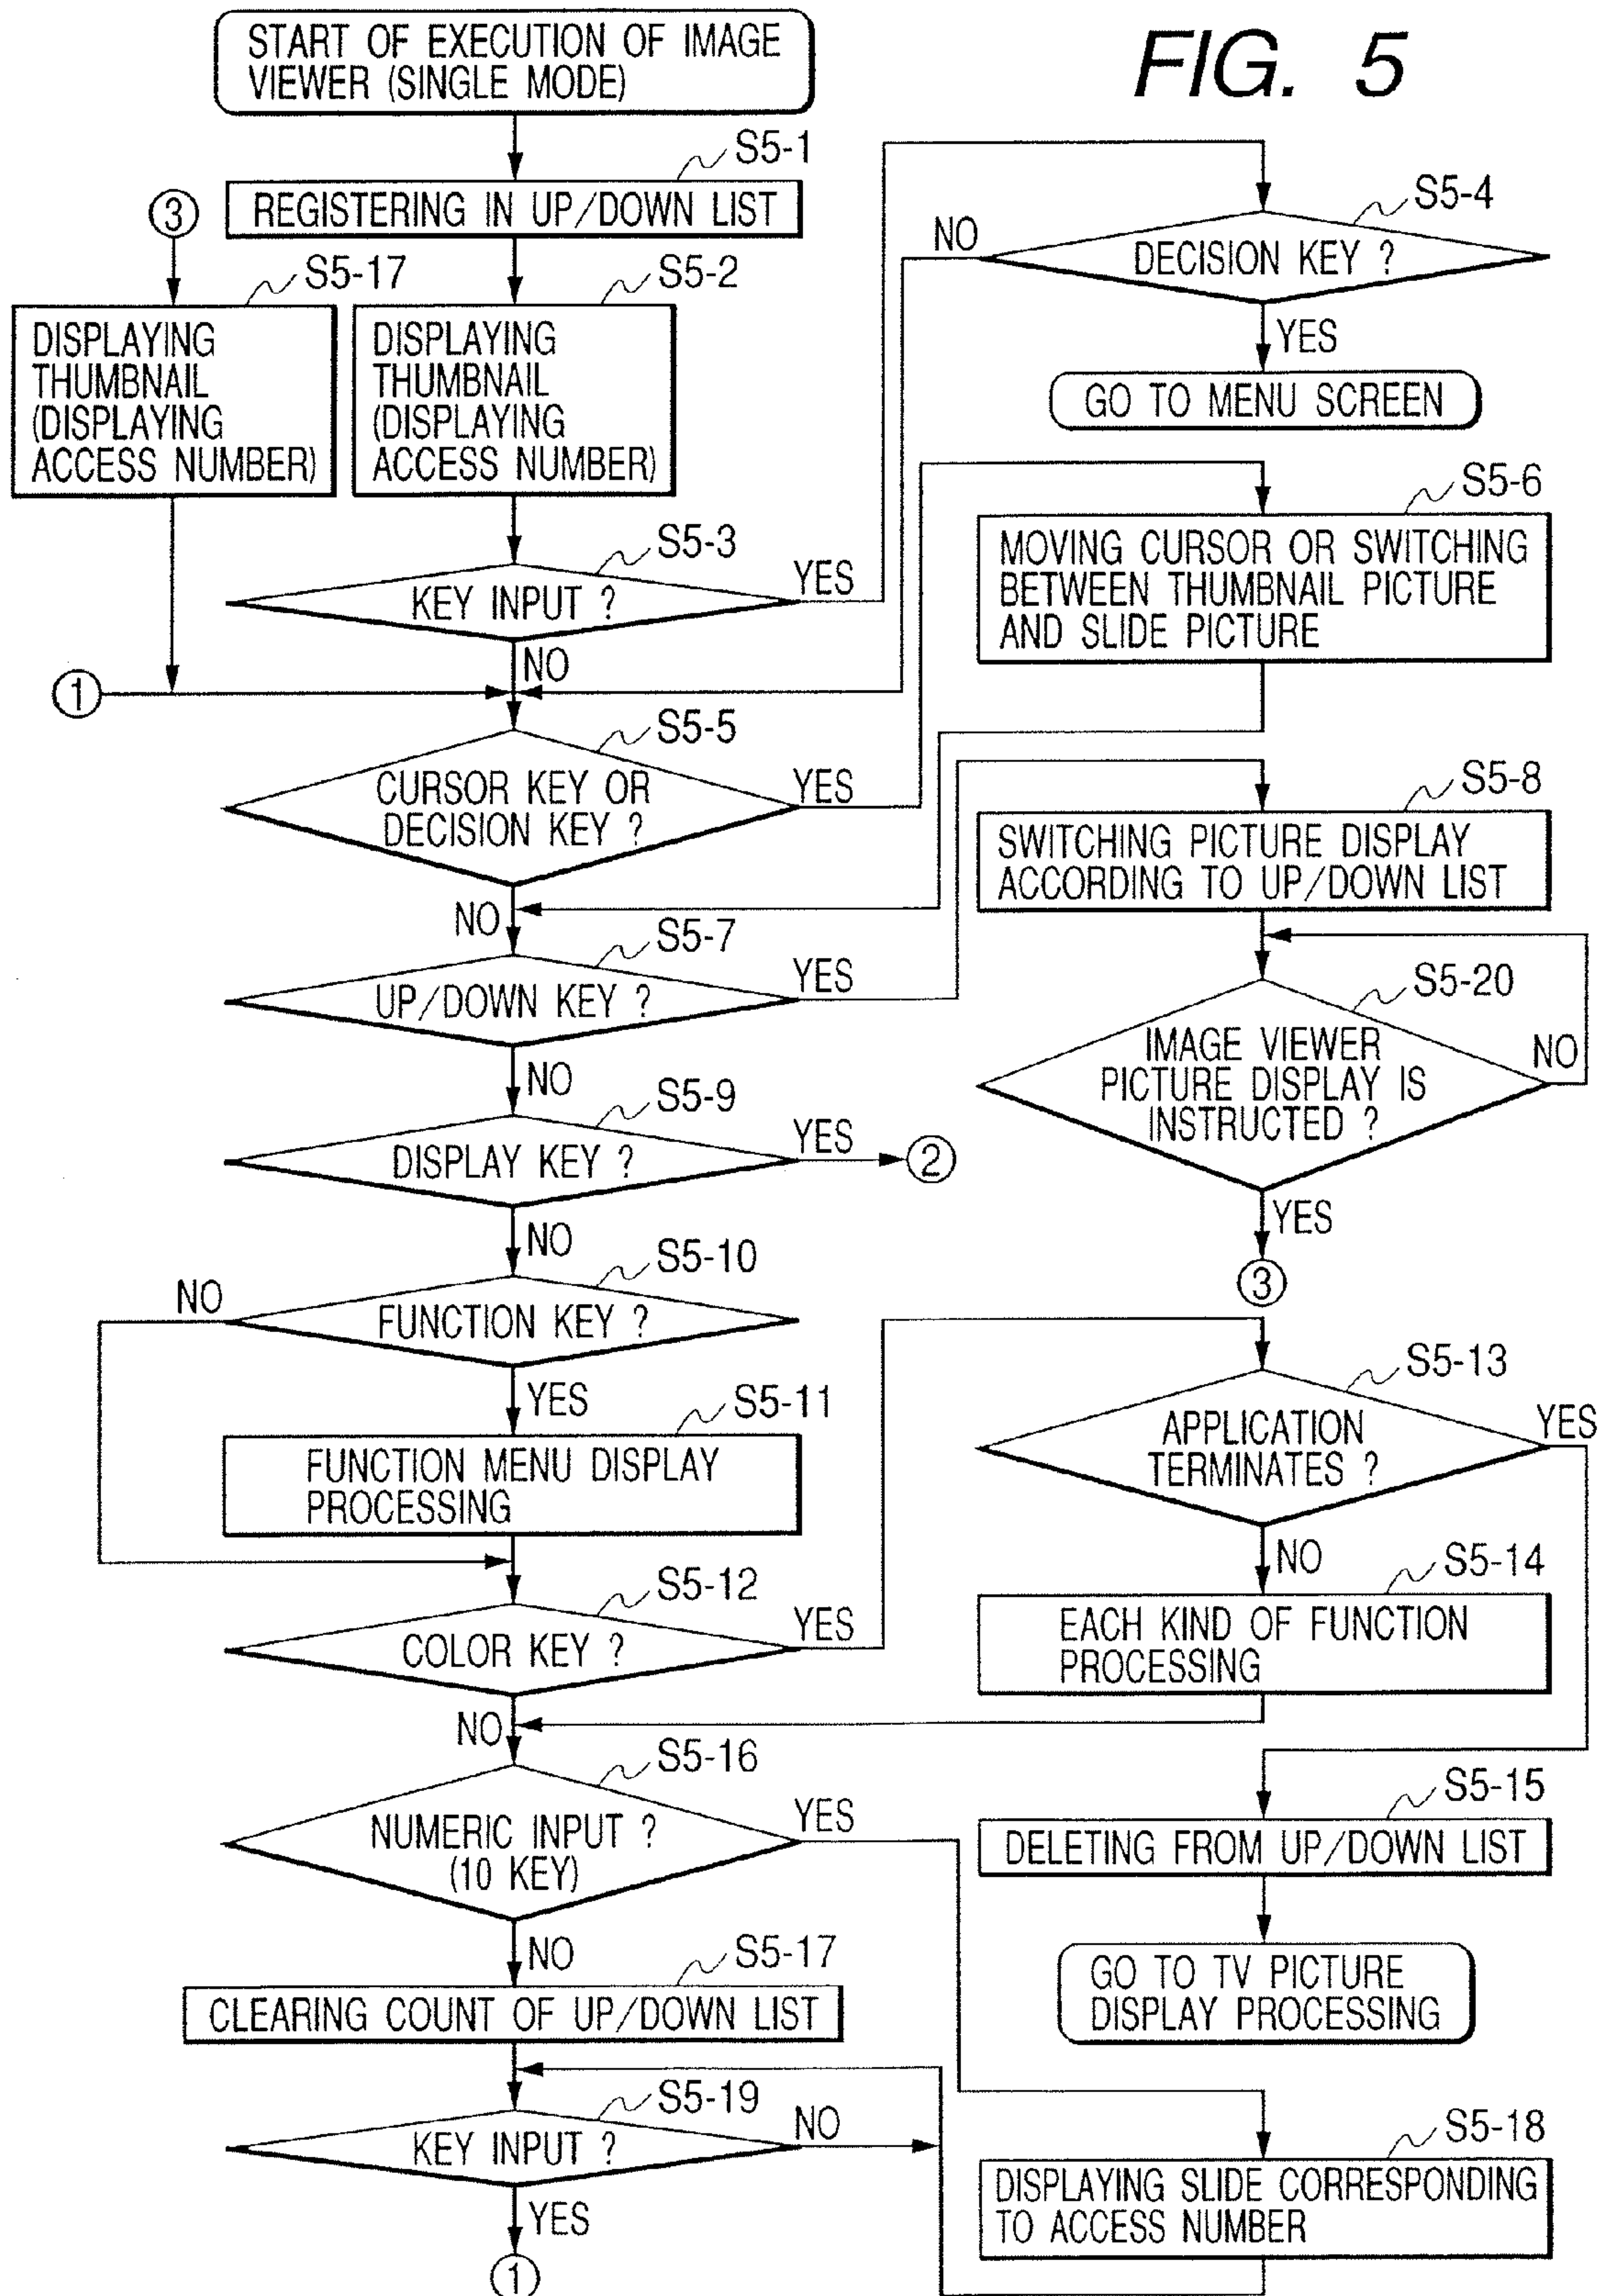 FIG. 5
START OF EXECUTION OF IMAGE
VIEWER (SINGLE MODE)
S5-1
REGISTERING IN UP/DOWN LIST
3
S5-17
DISPLAYING
THUMBNAIL
(DISPLAYING
ACCESS NUMBER)
S5-2
DISPLAYING
THUMBNAIL
(DISPLAYING
ACCESS NUMBER)
S5-3
KEY INPUT ?
YES
NO
1
S5-4
DECISION KEY ?
NO
YES
GO TO MENU SCREEN
S5-5
CURSOR KEY OR
DECISION KEY ?
YES
NO
S5-6
MOVING CURSOR OR SWITCHING
BETWEEN THUMBNAIL PICTURE
AND SLIDE PICTURE
S5-7
UP/DOWN KEY ?
YES
NO
S5-8
SWITCHING PICTURE DISPLAY
ACCORDING TO UP/DOWN LIST
S5-20
IMAGE VIEWER
PICTURE DISPLAY IS
INSTRUCTED ?
NO
YES
3
S5-9
DISPLAY KEY ?
YES
2
NO
S5-10
FUNCTION KEY ?
NO
YES
S5-11
FUNCTION MENU DISPLAY
PROCESSING
S5-12
COLOR KEY ?
YES
NO
S5-13
APPLICATION
TERMINATES ?
YES
NO
S5-14
EACH KIND OF FUNCTION
PROCESSING
S5-15
DELETING FROM UP/DOWN LIST
GO TO TV PICTURE
DISPLAY PROCESSING
S5-16
NUMERIC INPUT ?
(10 KEY)
YES
NO
S5-17
CLEARING COUNT OF UP/DOWN LIST
S5-19
KEY INPUT ?
NO
YES
1
S5-18
DISPLAYING SLIDE CORRESPONDING
TO ACCESS NUMBER